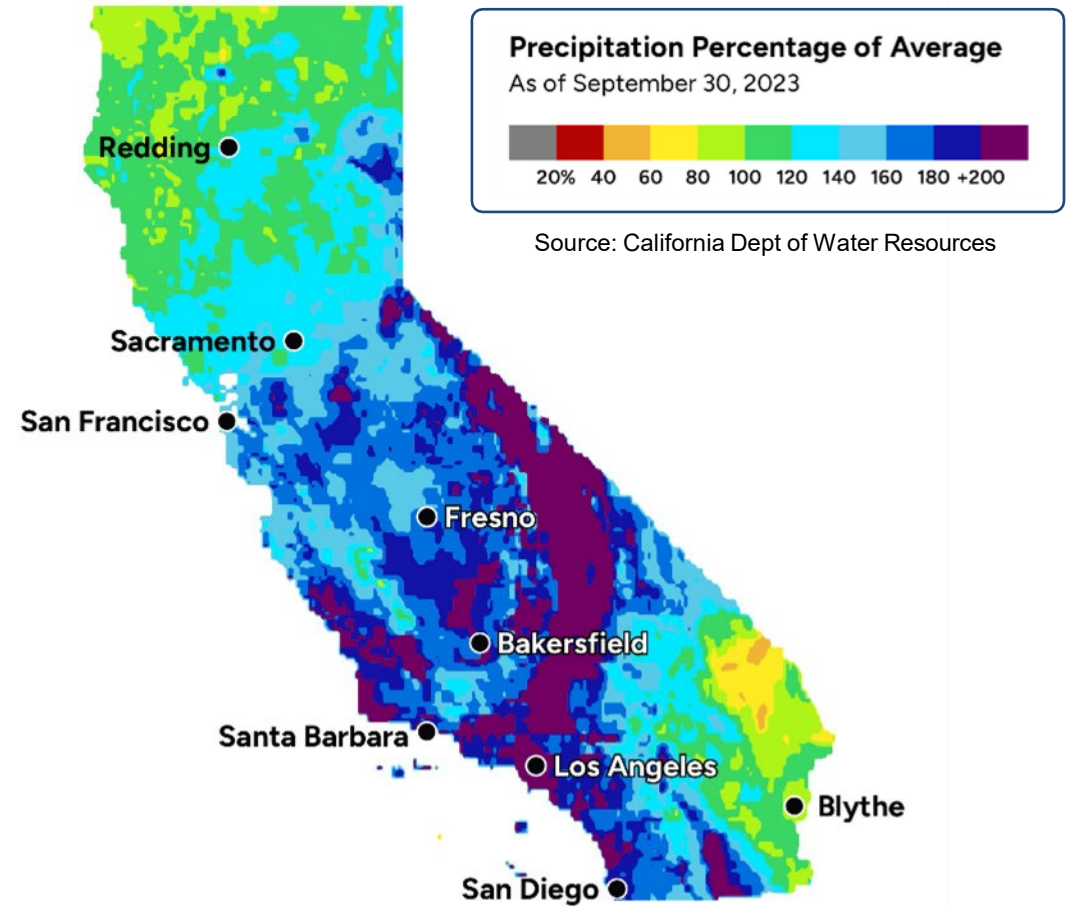 Precipitation Percentage of Average
As of September 30, 2023
20% 40 60 80 100 120 140 160 180 +200
Source: California Dept of Water Resources
Redding
Sacramento
San Francisco
Fresno
Bakersfield
Santa Barbara
Los Angeles
Blythe
San Diego